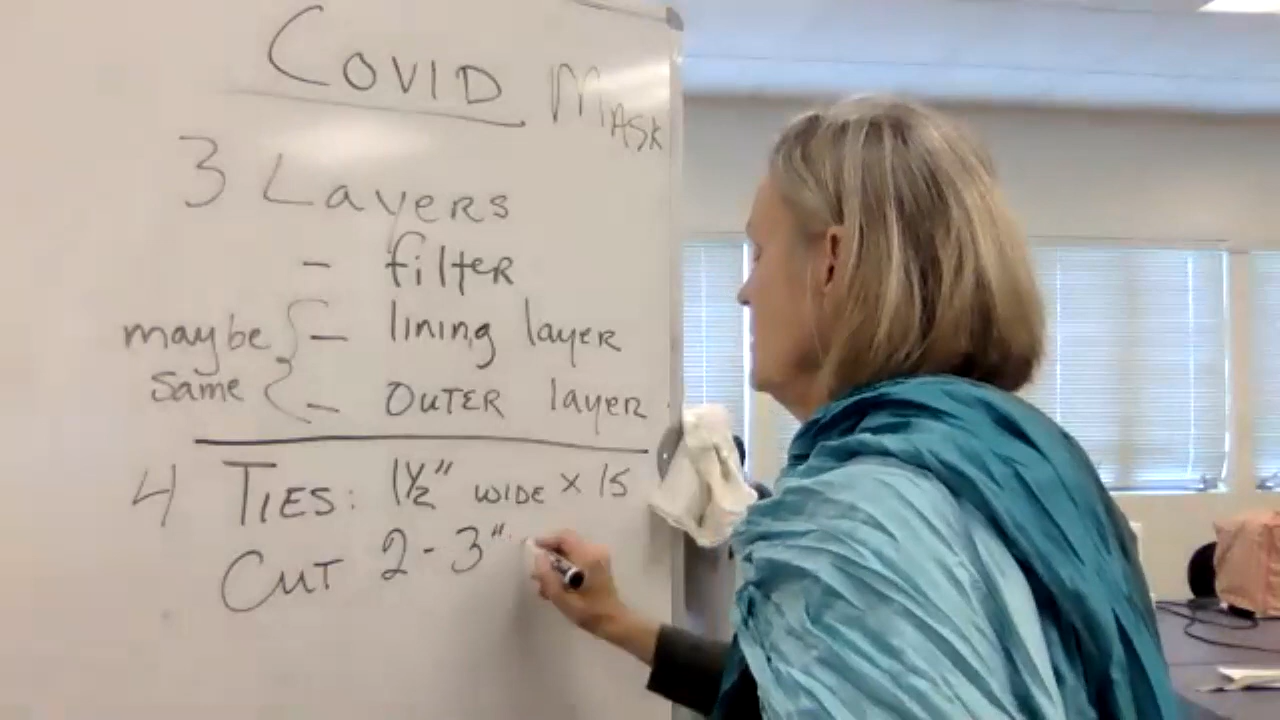 COVID MASK
3 Layers
- filter
maybe { - lining layer
same { - OUTER layer
4 TIES: 1½" WIDE x 15
CUT 2-3"